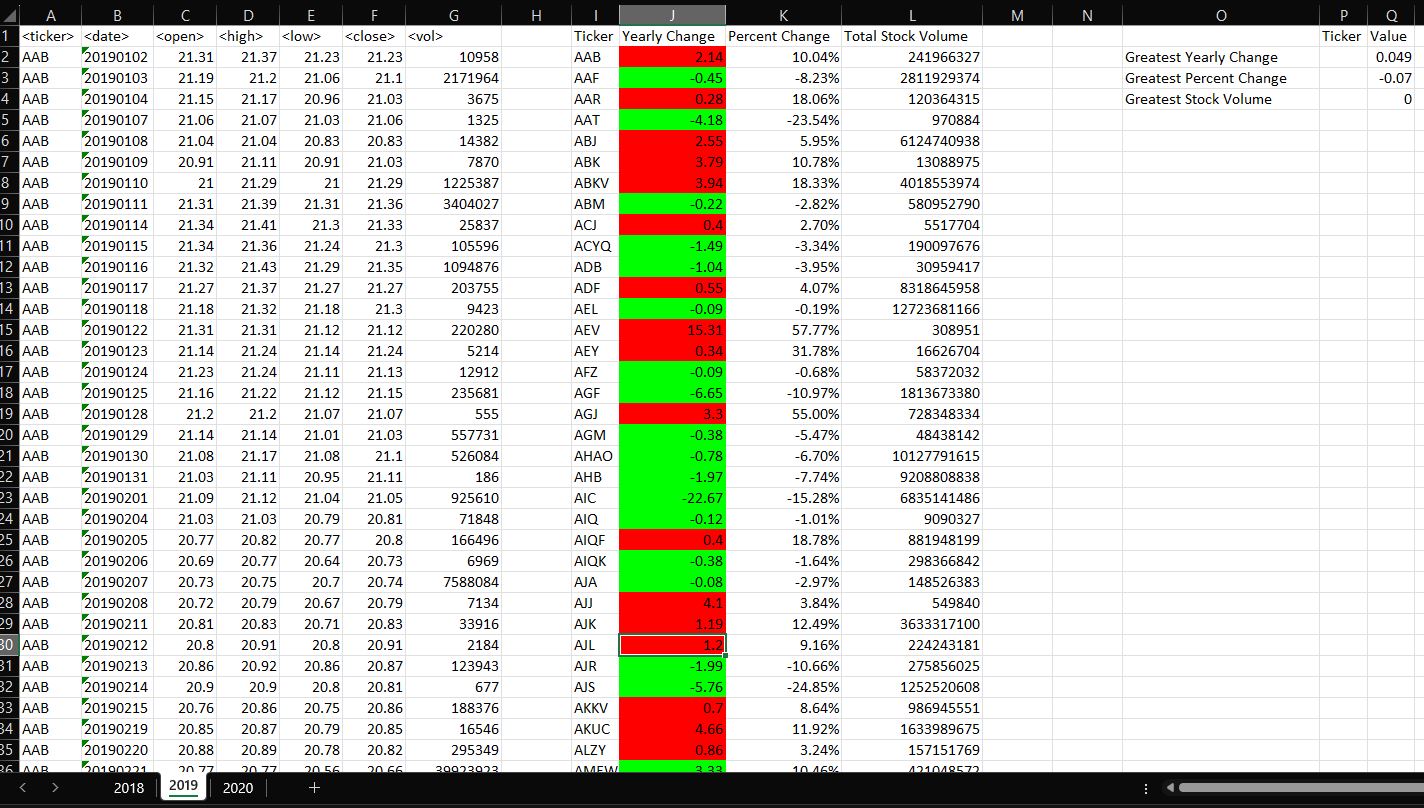 A B C D E F G H I J K L M N O P Q
1 <ticker> <date> <open> <high> <low> <close> <vol> Ticker Yearly Change Percent Change Total Stock Volume Ticker Value
2 AAB 20190102 21.31 21.37 21.23 21.23 10958 AAB 2.14 10.04% 241966327 Greatest Yearly Change 0.049
3 AAB 20190103 21.19 21.2 21.06 21.1 2171964 AAF -0.45 -8.23% 2811929374 Greatest Percent Change -0.07
4 AAB 20190104 21.15 21.17 20.96 21.03 3675 AAR 0.28 18.06% 120364315 Greatest Stock Volume 0
5 AAB 20190107 21.06 21.07 21.03 21.06 1325 AAT -4.18 -23.54% 970884
6 AAB 20190108 21.04 21.04 20.83 20.83 14382 ABJ 2.55 5.95% 6124740938
7 AAB 20190109 20.91 21.11 20.91 21.03 7870 ABK 3.79 10.78% 13088975
8 AAB 20190110 21 21.29 21 21.29 1225387 ABKV 3.94 18.33% 4018553974
9 AAB 20190111 21.31 21.39 21.31 21.36 3404027 ABM -0.22 -2.82% 580952790
10 AAB 20190114 21.34 21.41 21.3 21.33 25837 ACJ 0.4 2.70% 5517704
11 AAB 20190115 21.34 21.36 21.24 21.3 105596 ACYQ -1.49 -3.34% 190097676
12 AAB 20190116 21.32 21.43 21.29 21.35 1094876 ADB -1.04 -3.95% 30959417
13 AAB 20190117 21.27 21.37 21.27 21.27 203755 ADF 0.55 4.07% 8318645958
14 AAB 20190118 21.18 21.32 21.18 21.3 9423 AEL -0.09 -0.19% 12723681166
15 AAB 20190122 21.31 21.31 21.12 21.12 220280 AEV 15.31 57.77% 308951
16 AAB 20190123 21.14 21.24 21.14 21.24 5214 AEY 0.34 31.78% 16626704
17 AAB 20190124 21.23 21.24 21.11 21.13 12912 AFZ -0.09 -0.68% 58372032
18 AAB 20190125 21.16 21.22 21.12 21.15 235681 AGF -6.65 -10.97% 1813673380
19 AAB 20190128 21.2 21.2 21.07 21.07 555 AGJ 3.3 55.00% 728348334
20 AAB 20190129 21.14 21.14 21.01 21.03 557731 AGM -0.38 -5.47% 48438142
21 AAB 20190130 21.08 21.17 21.08 21.1 526084 AHAO -0.78 -6.70% 10127791615
22 AAB 20190131 21.03 21.11 20.95 21.11 186 AHB -1.97 -7.74% 9208808838
23 AAB 20190201 21.09 21.12 21.04 21.05 925610 AIC -22.67 -15.28% 6835141486
24 AAB 20190204 21.03 21.03 20.79 20.81 71848 AIQ -0.12 -1.01% 9090327
25 AAB 20190205 20.77 20.82 20.77 20.8 166496 AIQF 0.4 18.78% 881948199
26 AAB 20190206 20.69 20.77 20.64 20.73 6969 AIQK -0.38 -1.64% 298366842
27 AAB 20190207 20.73 20.75 20.7 20.74 7588084 AJA -0.08 -2.97% 148526383
28 AAB 20190208 20.72 20.79 20.67 20.79 7134 AJJ 4.1 3.84% 549840
29 AAB 20190211 20.81 20.83 20.71 20.83 33916 AJK 1.19 12.49% 3633317100
30 AAB 20190212 20.8 20.91 20.8 20.91 2184 AJL 1.2 9.16% 224243181
31 AAB 20190213 20.86 20.92 20.86 20.87 123943 AJR -1.99 -10.66% 275856025
32 AAB 20190214 20.9 20.9 20.8 20.81 677 AJS -5.76 -24.85% 1252520608
33 AAB 20190215 20.76 20.86 20.75 20.86 188376 AKKV 0.7 8.64% 986945551
34 AAB 20190219 20.85 20.87 20.79 20.85 16546 AKUC 4.66 11.92% 1633989675
35 AAB 20190220 20.88 20.89 20.78 20.82 295349 ALZY 0.86 3.24% 157151769
36 AAB 20190221 20.77 20.77 20.56 20.66 39923923 AMEW 10.46% 421048572
2018 2019 2020 +